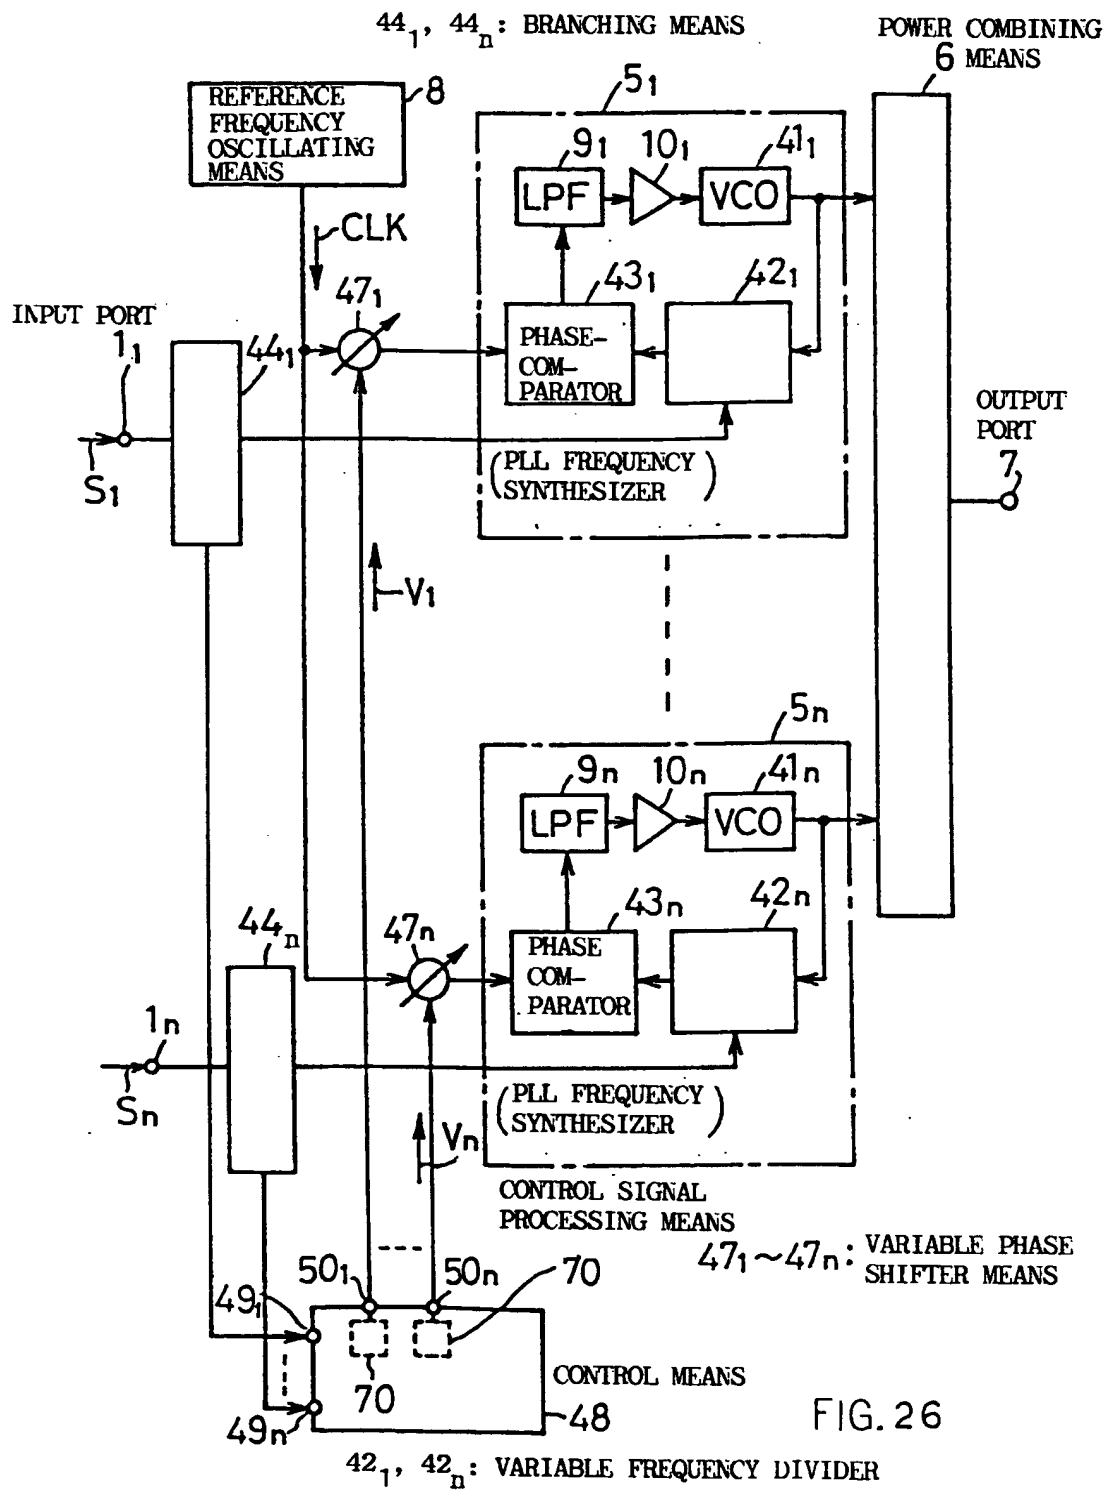 44₁, 44ₙ: BRANCHING MEANS
POWER COMBINING
6 MEANS
REFERENCE
FREQUENCY
OSCILLATING
MEANS
8
5₁
9₁
10₁
41₁
LPF
VCO
CLK
47₁
43₁
42₁
INPUT PORT
1₁
44₁
PHASE-
COM-
PARATOR
OUTPUT
PORT
7
S₁
(PLL FREQUENCY
SYNTHESIZER)
V₁
5n
9n
10n
41n
LPF
VCO
44ₙ
47n
43n
42n
PHASE
COM-
PARATOR
1n
Sn
(PLL FREQUENCY
SYNTHESIZER)
Vn
CONTROL SIGNAL
PROCESSING MEANS
47₁~47n: VARIABLE PHASE
SHIFTER MEANS
50₁
50n
70
49₁
70
CONTROL MEANS
48
49n
FIG. 26
42₁, 42ₙ: VARIABLE FREQUENCY DIVIDER